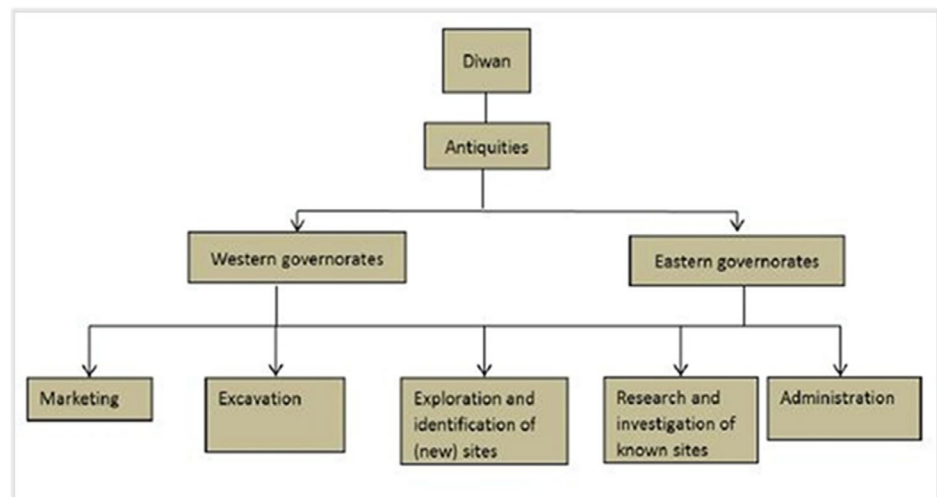 Diwan
Antiquities
Western governorates
Eastern governorates
Marketing
Excavation
Exploration and
identification of
(new) sites
Research and
investigation of
known sites
Administration